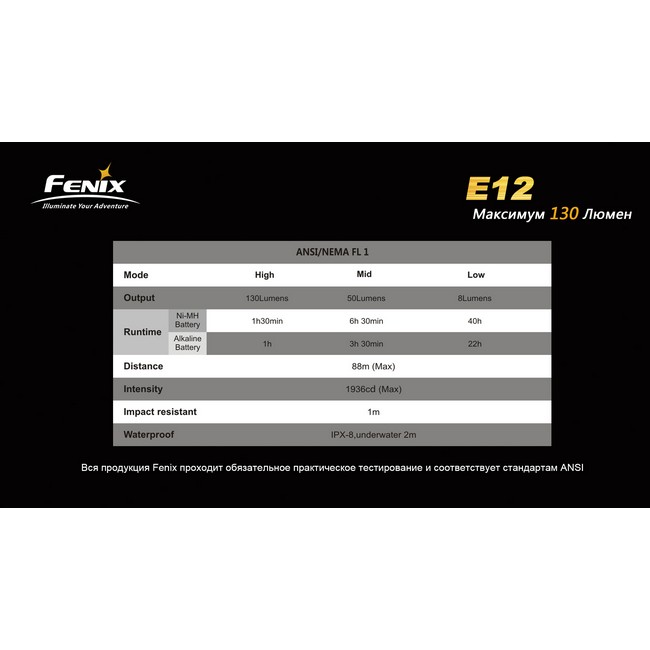 FENIX
Illuminate Your Adventure
E12
Максимум 130 Люмен
ANSI/NEMA FL 1
Mode High Mid Low
Output 130Lumens 50Lumens 8Lumens
Runtime
Ni-MH
Battery
1h30min 6h 30min 40h
Alkaline
Battery
1h 3h 30min 22h
Distance 88m (Max)
Intensity 1936cd (Max)
Impact resistant 1m
Waterproof IPX-8,underwater 2m
Вся продукция Fenix проходит обязательное практическое тестирование и соответствует стандартам ANSI